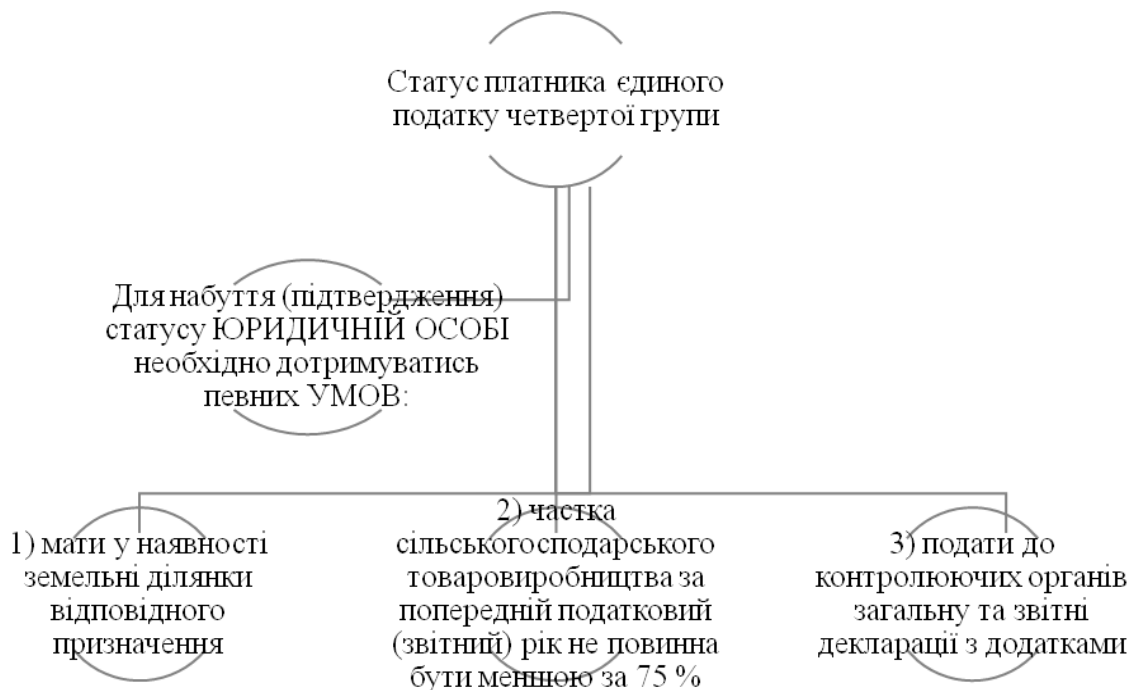 Статус платника єдиного
податку четвертої групи
Для набуття (підтвердження)
статусу ЮРИДИЧНІЙ ОСОБІ
необхідно дотримуватись
певних УМОВ:
1) мати у наявності
земельні ділянки
відповідного
призначення
2) частка
сільськогосподарського
товаровиробництва за
попередній податковий
(звітний) рік не повинна
бути меншою за 75 %
3) подати до
контролюючих органів
загальну та звітні
декларації з додатками